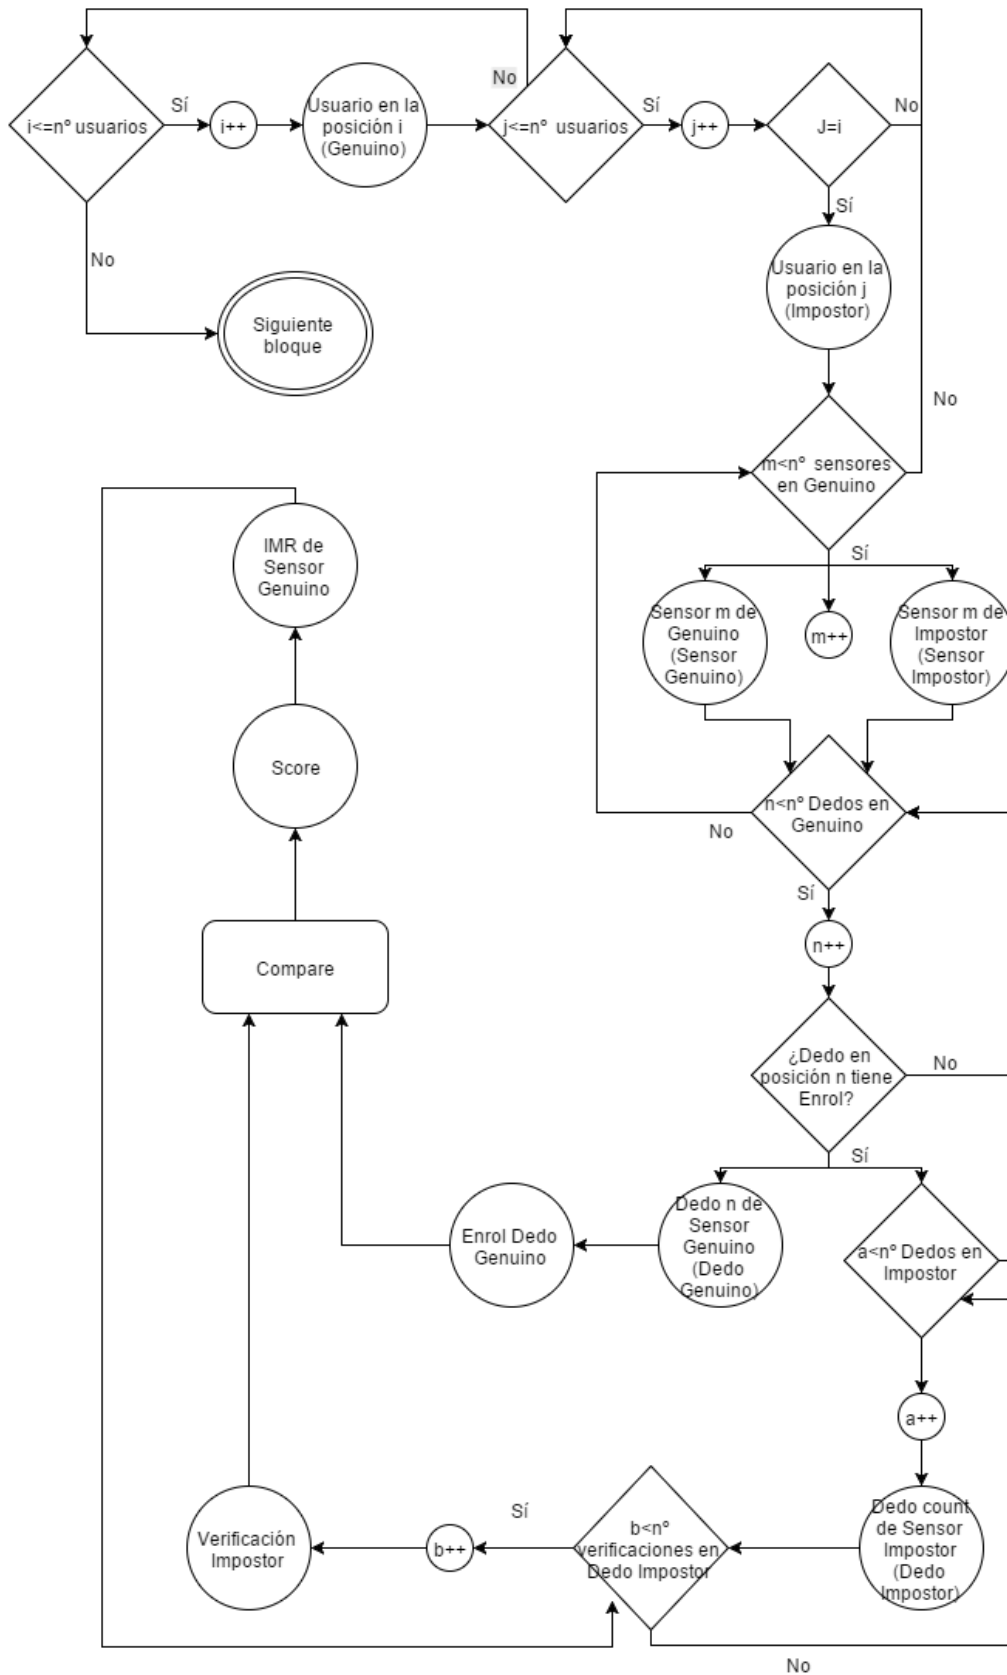 i<=nº usuarios
Sí
i++
Usuario en la
posición i
(Genuino)
No
j<=nº usuarios
Sí
j++
J=i
No
Sí
No
Siguiente
bloque
Usuario en la
posición j
(Impostor)
No
m<nº sensores
en Genuino
Sí
IMR de
Sensor
Genuino
Sensor m de
Genuino
(Sensor
Genuino)
m++
Sensor m de
Impostor
(Sensor
Impostor)
Score
n<nº Dedos en
Genuino
No
Sí
n++
Compare
¿Dedo en
posición n tiene
Enrol?
No
Sí
Enrol Dedo
Genuino
Dedo n de
Sensor
Genuino
(Dedo
Genuino)
a<nº Dedos en
Impostor
a++
Verificación
Impostor
b++
Sí
b<nº
verificaciones en
Dedo Impostor
Dedo count
de Sensor
Impostor
(Dedo
Impostor)
No